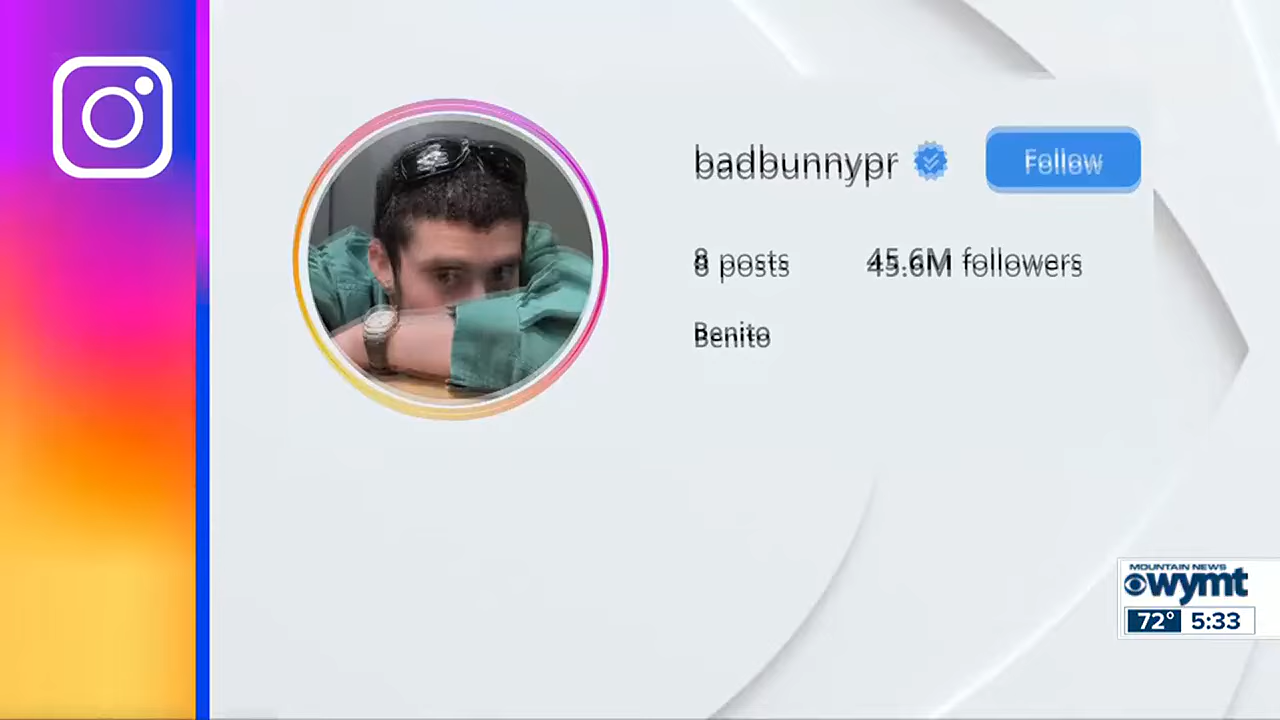 badbunnypr
Follow
8 posts
45.6M followers
Benito
MOUNTAIN NEWS
wymt
72° 5:33